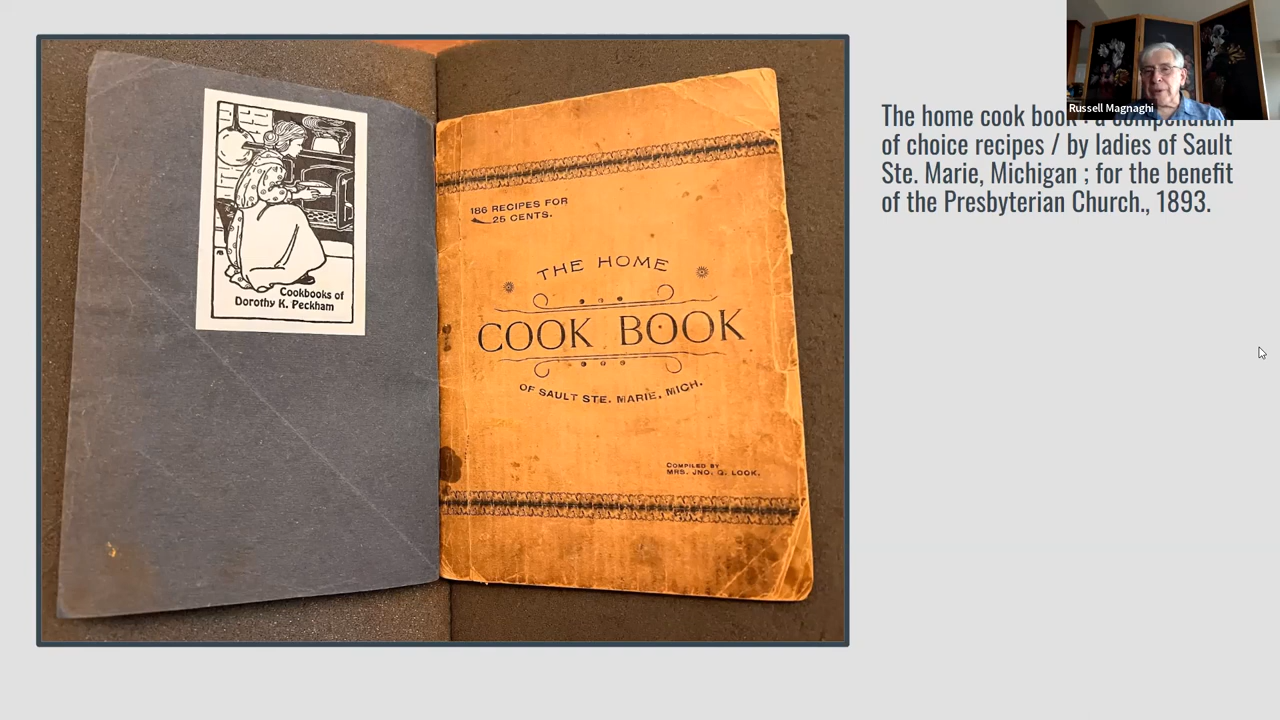 Cookbooks of
Dorothy K. Peckham
186 RECIPES FOR
25 CENTS.
THE HOME
COOK BOOK
OF SAULT STE. MARIE, MICH.
COMPILED BY
MRS. JNO. G. LOOK.
Russell Magnaghi
The home cook book : a compendium
of choice recipes / by ladies of Sault
Ste. Marie, Michigan ; for the benefit
of the Presbyterian Church., 1893.